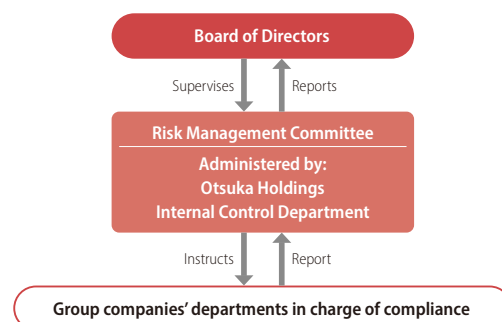 Board of Directors
Supervises
Reports
Risk Management Committee
Administered by:
Otsuka Holdings
Internal Control Department
Instructs
Report
Group companies’ departments in charge of compliance